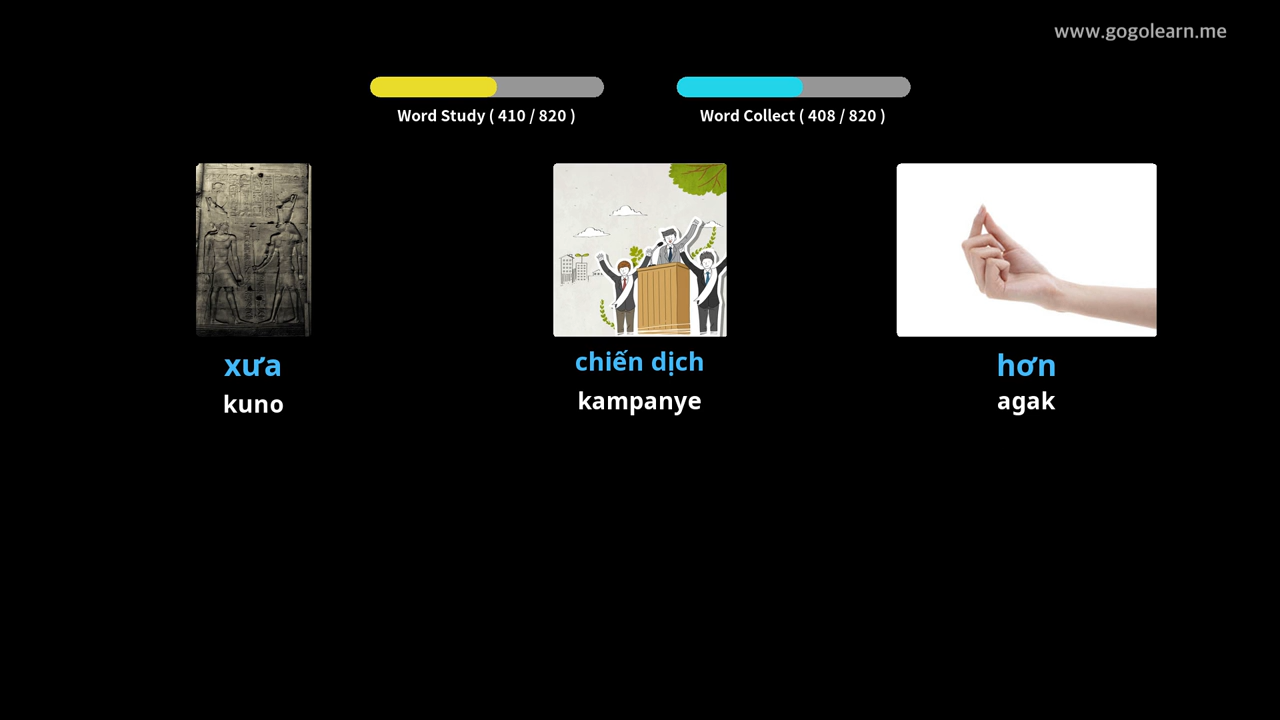 www.gogolearn.me
Word Study ( 410 / 820 )
Word Collect ( 408 / 820 )
xưa
kuno
chiến dịch
kampanye
hơn
agak